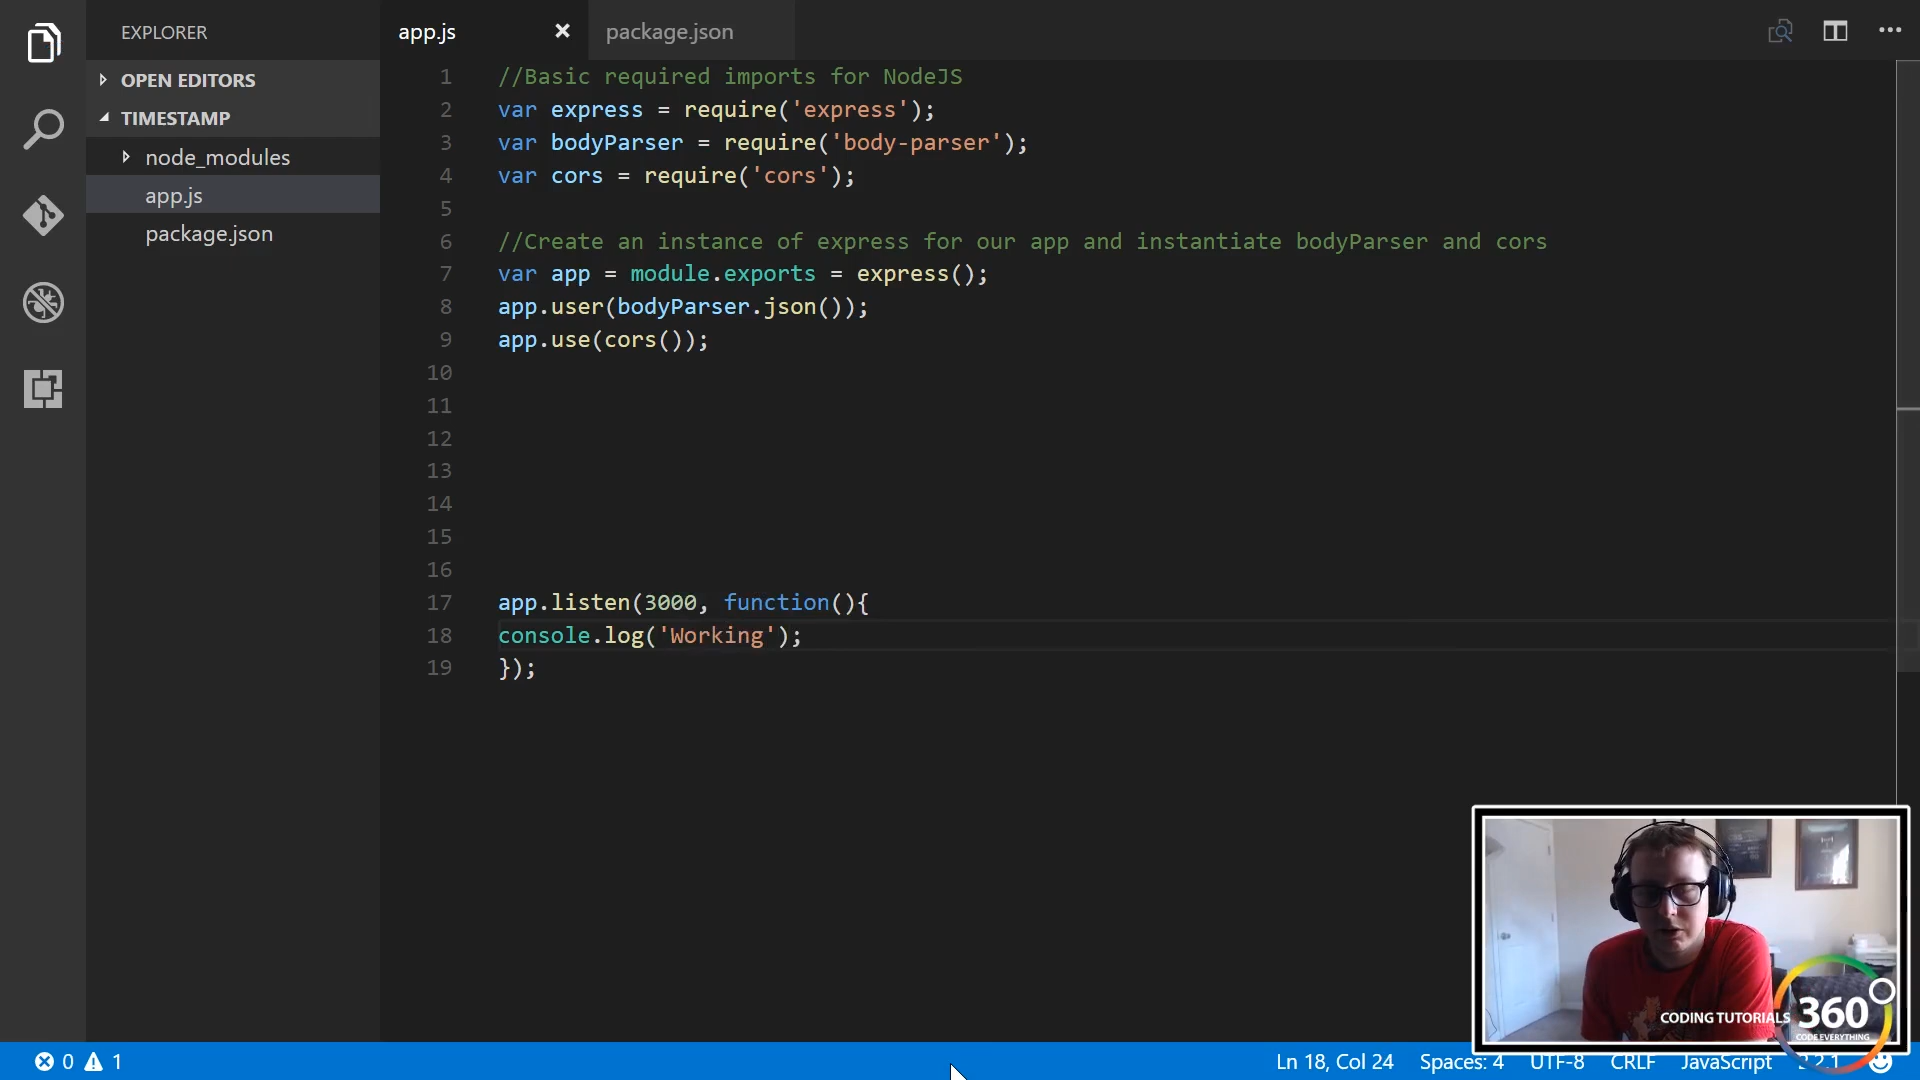 EXPLORER
OPEN EDITORS
TIMESTAMP
node_modules
app.js
package.json
app.js
package.json
1 //Basic required imports for NodeJS
2 var express = require('express');
3 var bodyParser = require('body-parser');
4 var cors = require('cors');
5
6 //Create an instance of express for our app and instantiate bodyParser and cors
7 var app = module.exports = express();
8 app.user(bodyParser.json());
9 app.use(cors());
10
11
12
13
14
15
16
17 app.listen(3000, function(){
18 console.log('Working');
19 });
CODING TUTORIALS 360
CODE EVERYTHING
0 1
Ln 18, Col 24 Spaces: 4 UTF-8 CRLF JavaScript 2.2.1